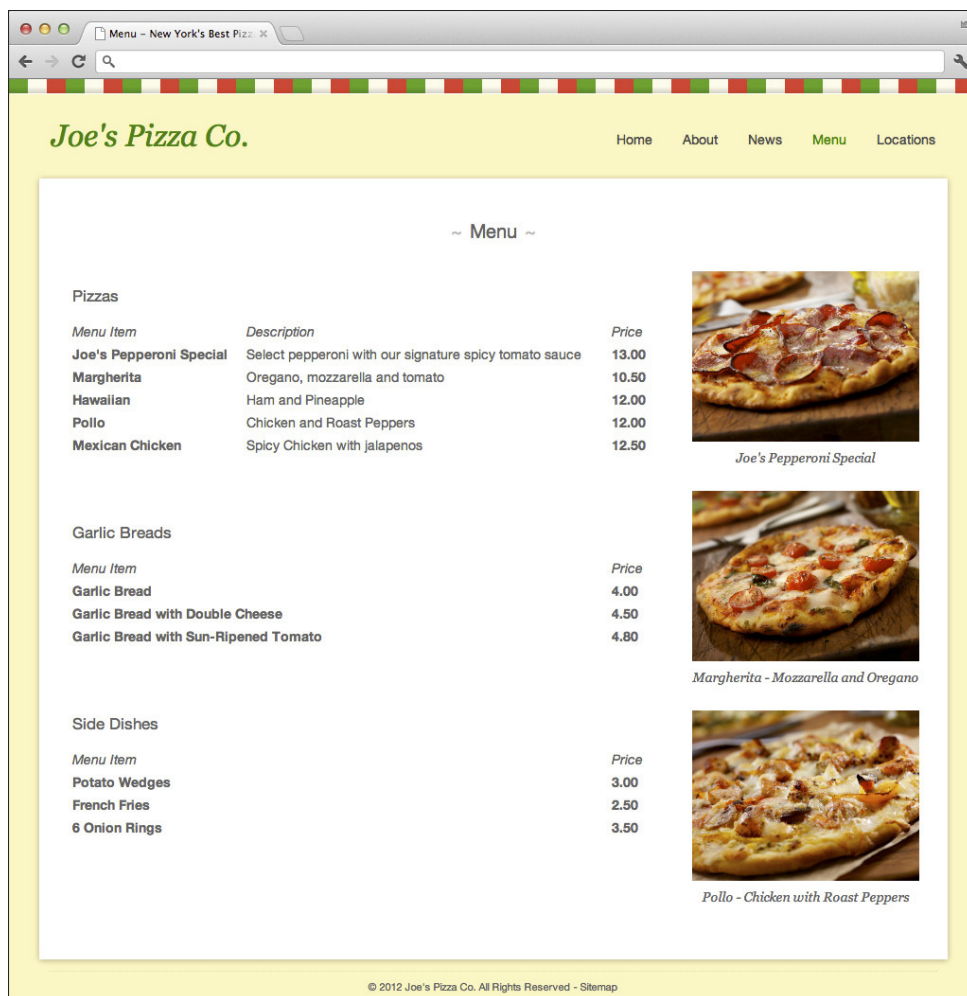 Menu – New York's Best Pizz
Joe's Pizza Co.
Home About News Menu Locations
~ Menu ~
Pizzas
Menu Item Description Price
Joe's Pepperoni Special Select pepperoni with our signature spicy tomato sauce 13.00
Margherita Oregano, mozzarella and tomato 10.50
Hawaiian Ham and Pineapple 12.00
Pollo Chicken and Roast Peppers 12.00
Mexican Chicken Spicy Chicken with jalapenos 12.50
Joe's Pepperoni Special
Garlic Breads
Menu Item Price
Garlic Bread 4.00
Garlic Bread with Double Cheese 4.50
Garlic Bread with Sun-Ripened Tomato 4.80
Margherita - Mozzarella and Oregano
Side Dishes
Menu Item Price
Potato Wedges 3.00
French Fries 2.50
6 Onion Rings 3.50
Pollo - Chicken with Roast Peppers
© 2012 Joe's Pizza Co. All Rights Reserved - Sitemap